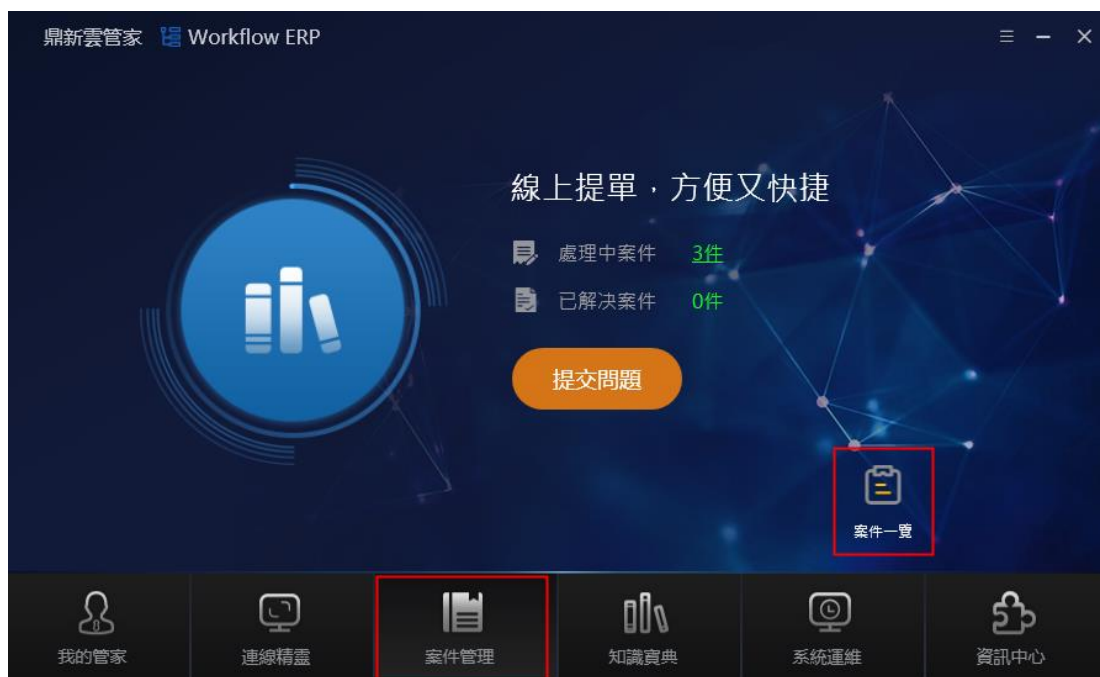 鼎新雲管家 Workflow ERP
線上提單，方便又快捷
處理中案件 3件
已解決案件 0件
提交問題
案件一覽
我的管家 連線精靈 案件管理 知識寶典 系統運維 資訊中心